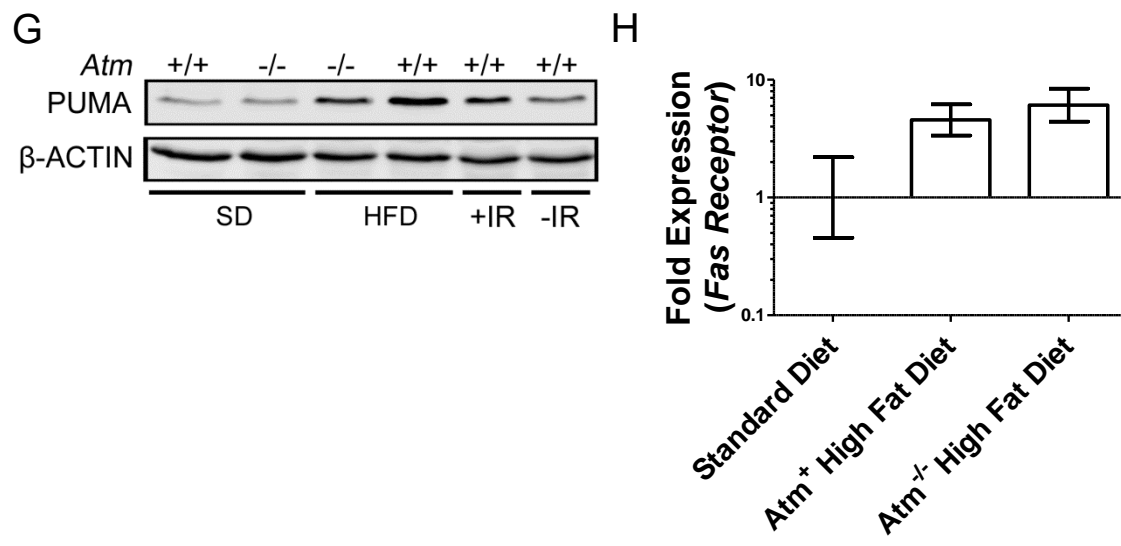 G
Atm +/+ -/- -/- +/+ +/+ +/+
PUMA
β-ACTIN
SD HFD +IR -IR
H
Fold Expression
(Fas Receptor)
10
1
0.1
Standard Diet
Atm⁺ High Fat Diet
Atm⁻/⁻ High Fat Diet